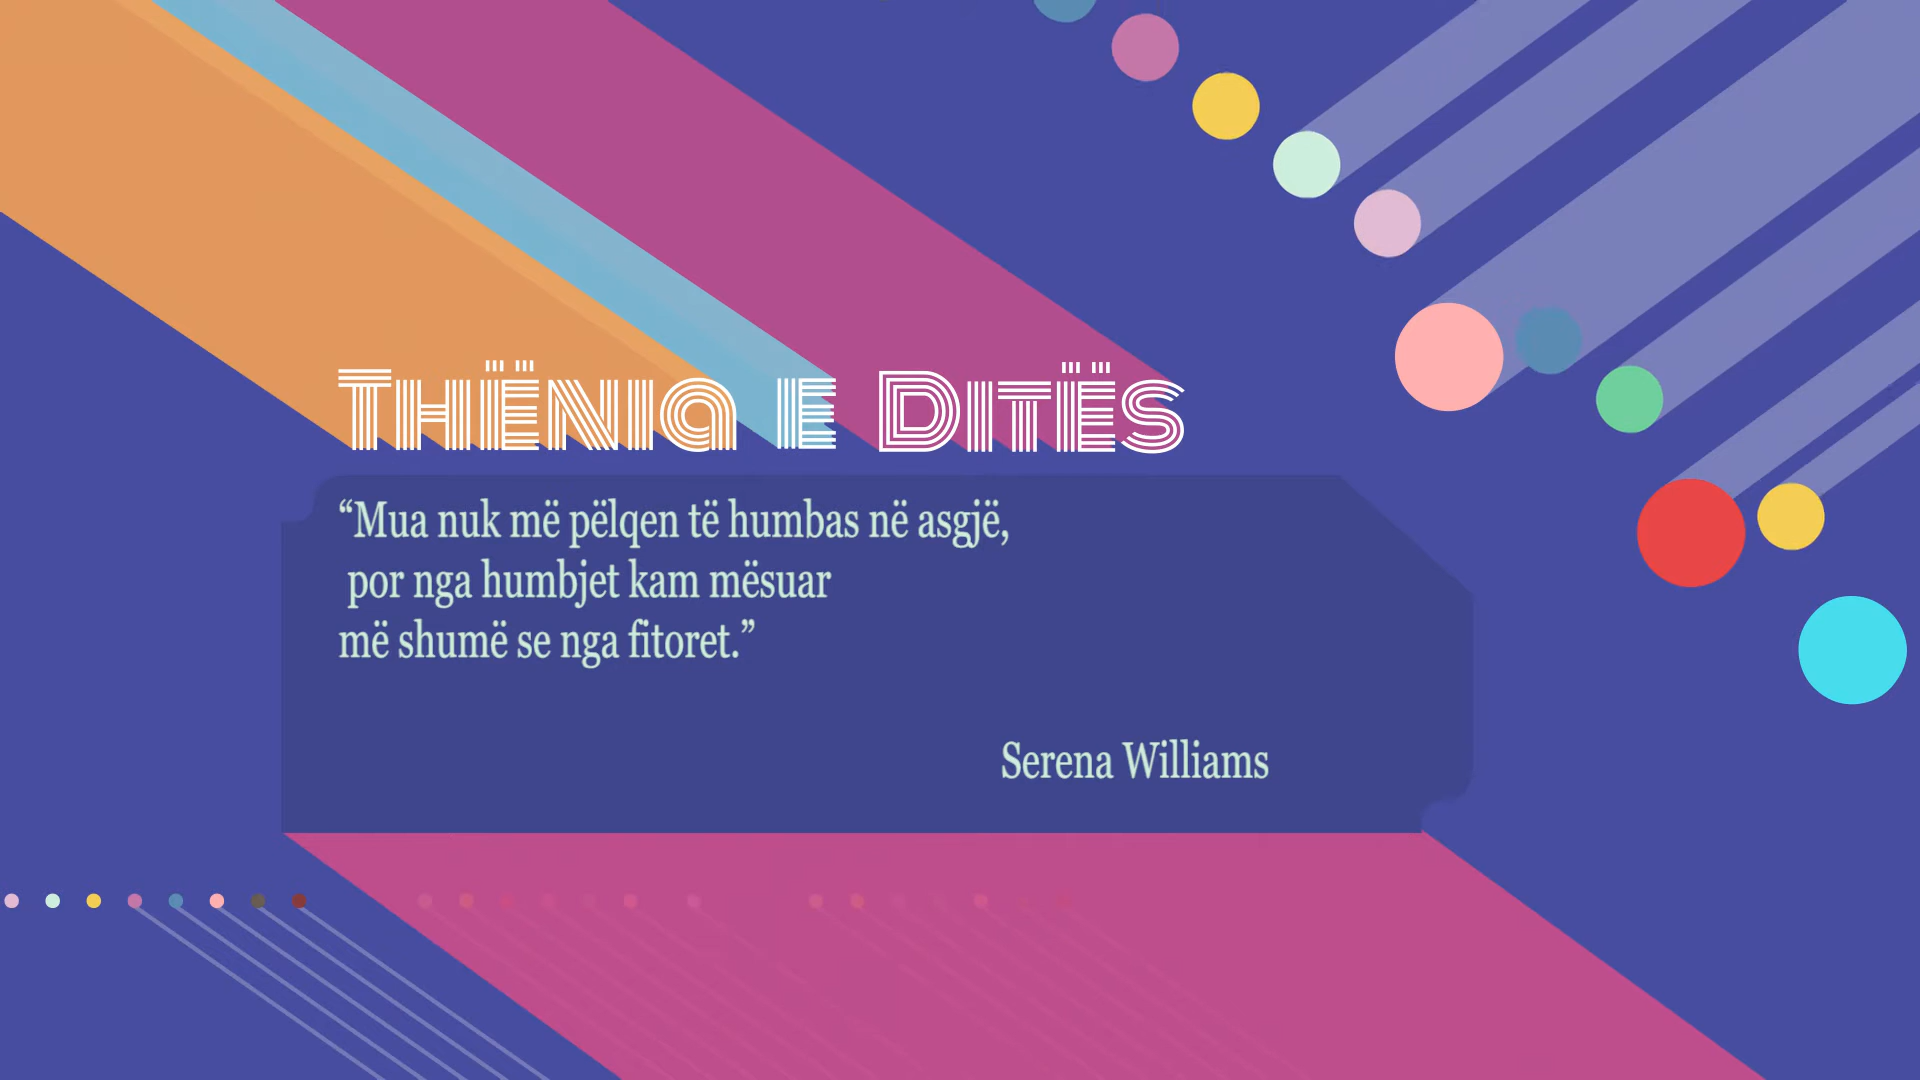 Thënia e Ditës
“Mua nuk më pëlqen të humbas në asgjë,
por nga humbjet kam mësuar
më shumë se nga fitoret.”
Serena Williams